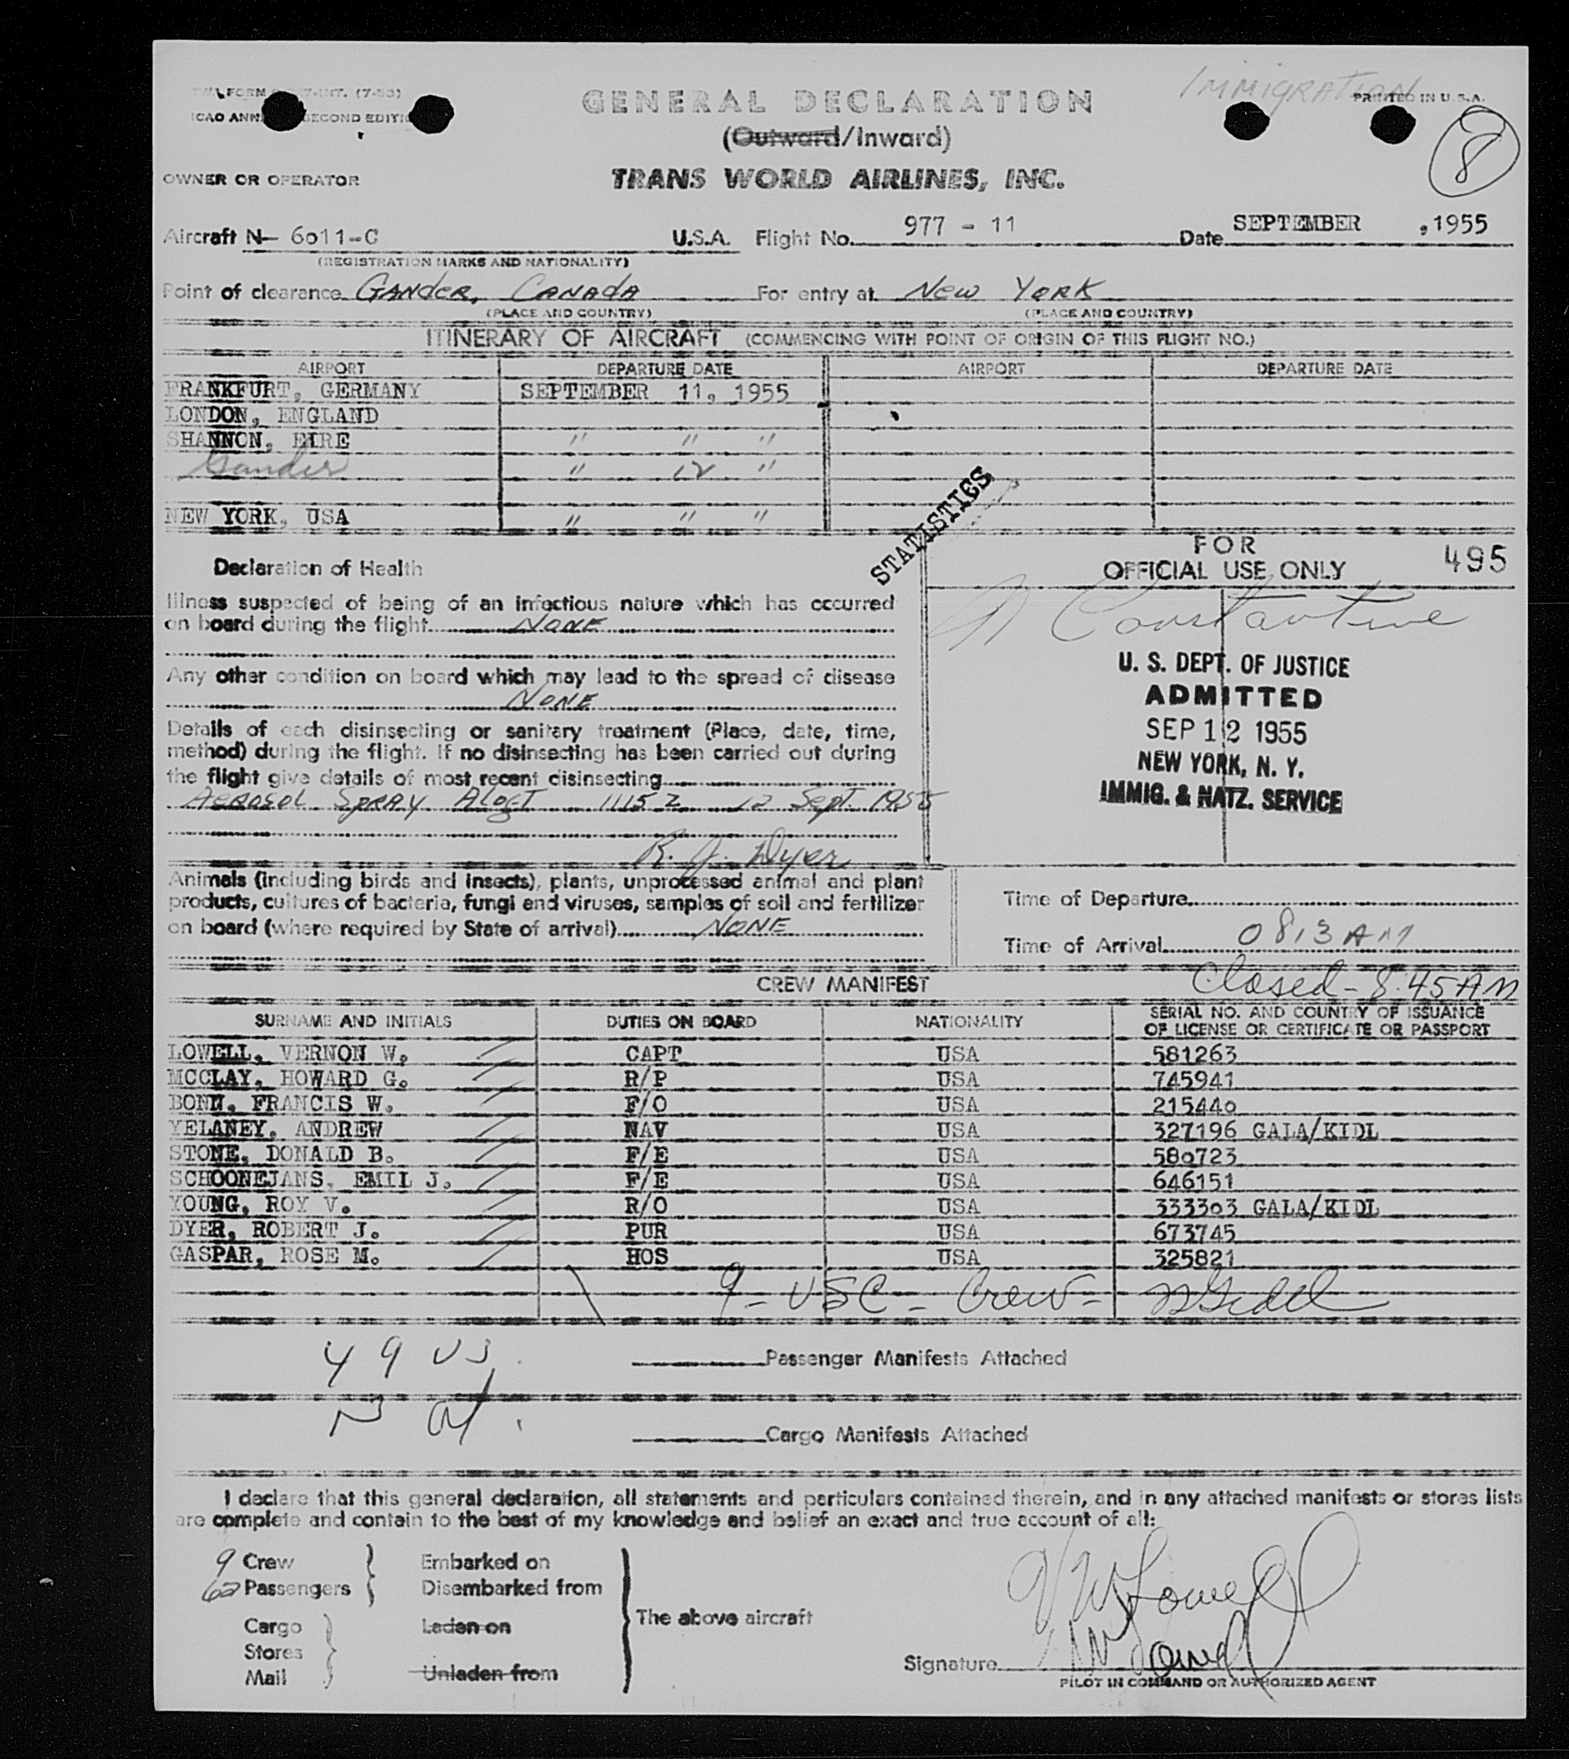 IMMIGRATION
GENERAL DECLARATION
PRINTED IN U.S.A.
(Outward/Inward)
8
OWNER OR OPERATOR
TRANS WORLD AIRLINES, INC.
Aircraft N— 6011-C U.S.A. Flight No. 977 - 11 Date SEPTEMBER ,1955
(REGISTRATION MARKS AND NATIONALITY)
Point of clearance GANDER, CANADA For entry at NEW YORK
(PLACE AND COUNTRY) (PLACE AND COUNTRY)
ITINERARY OF AIRCRAFT (COMMENCING WITH POINT OF ORIGIN OF THIS FLIGHT NO.)
AIRPORT DEPARTURE DATE AIRPORT DEPARTURE DATE
FRANKFURT, GERMANY SEPTEMBER 11, 1955
LONDON, ENGLAND
SHANNON, EIRE " " "
Gander " 12 "
NEW YORK, USA " " "
STATISTICS
FOR
OFFICIAL USE ONLY 495
Constantine
U. S. DEPT. OF JUSTICE
ADMITTED
SEP 12 1955
NEW YORK, N. Y.
IMMIG. & NATZ. SERVICE
Declaration of Health
Illness suspected of being of an infectious nature which has occurred
on board during the flight NONE
Any other condition on board which may lead to the spread of disease
NONE
Details of each disinsecting or sanitary treatment (Place, date, time,
method) during the flight. If no disinsecting has been carried out during
the flight give details of most recent disinsecting
AEROSOL SPRAY ALOFT 1115 Z 12 Sept. 1955
R. J. Dyer
Animals (including birds and insects), plants, unprocessed animal and plant
products, cultures of bacteria, fungi and viruses, samples of soil and fertilizer
on board (where required by State of arrival) NONE
Time of Departure
Time of Arrival 0813 AM
Closed - 8:45 AM
CREW MANIFEST
SURNAME AND INITIALS DUTIES ON BOARD NATIONALITY SERIAL NO. AND COUNTRY OF ISSUANCE
OF LICENSE OR CERTIFICATE OR PASSPORT
LOWELL, VERNON W. CAPT USA 581263
MCCLAY, HOWARD G. R/P USA 745941
BONN, FRANCIS W. F/O USA 215440
YELANEY, ANDREW NAV USA 327196 GALA/KIDL
STONE, DONALD B. F/E USA 580723
SCHOONEJANS, EMIL J. F/E USA 646151
YOUNG, ROY V. R/O USA 333303 GALA/KIDL
DYER, ROBERT J. PUR USA 673745
GASPAR, ROSE M. HOS USA 325821
9 - USC - Crew -
49 US.
Passenger Manifests Attached
Cargo Manifests Attached
I declare that this general declaration, all statements and particulars contained therein, and in any attached manifests or stores lists
are complete and contain to the best of my knowledge and belief an exact and true account of all:
9 Crew Embarked on
62 Passengers Disembarked from
The above aircraft
Cargo Laden on
Stores
Mail Unladen from
VW Lowell
VW Lowell
Signature
PILOT IN COMMAND OR AUTHORIZED AGENT